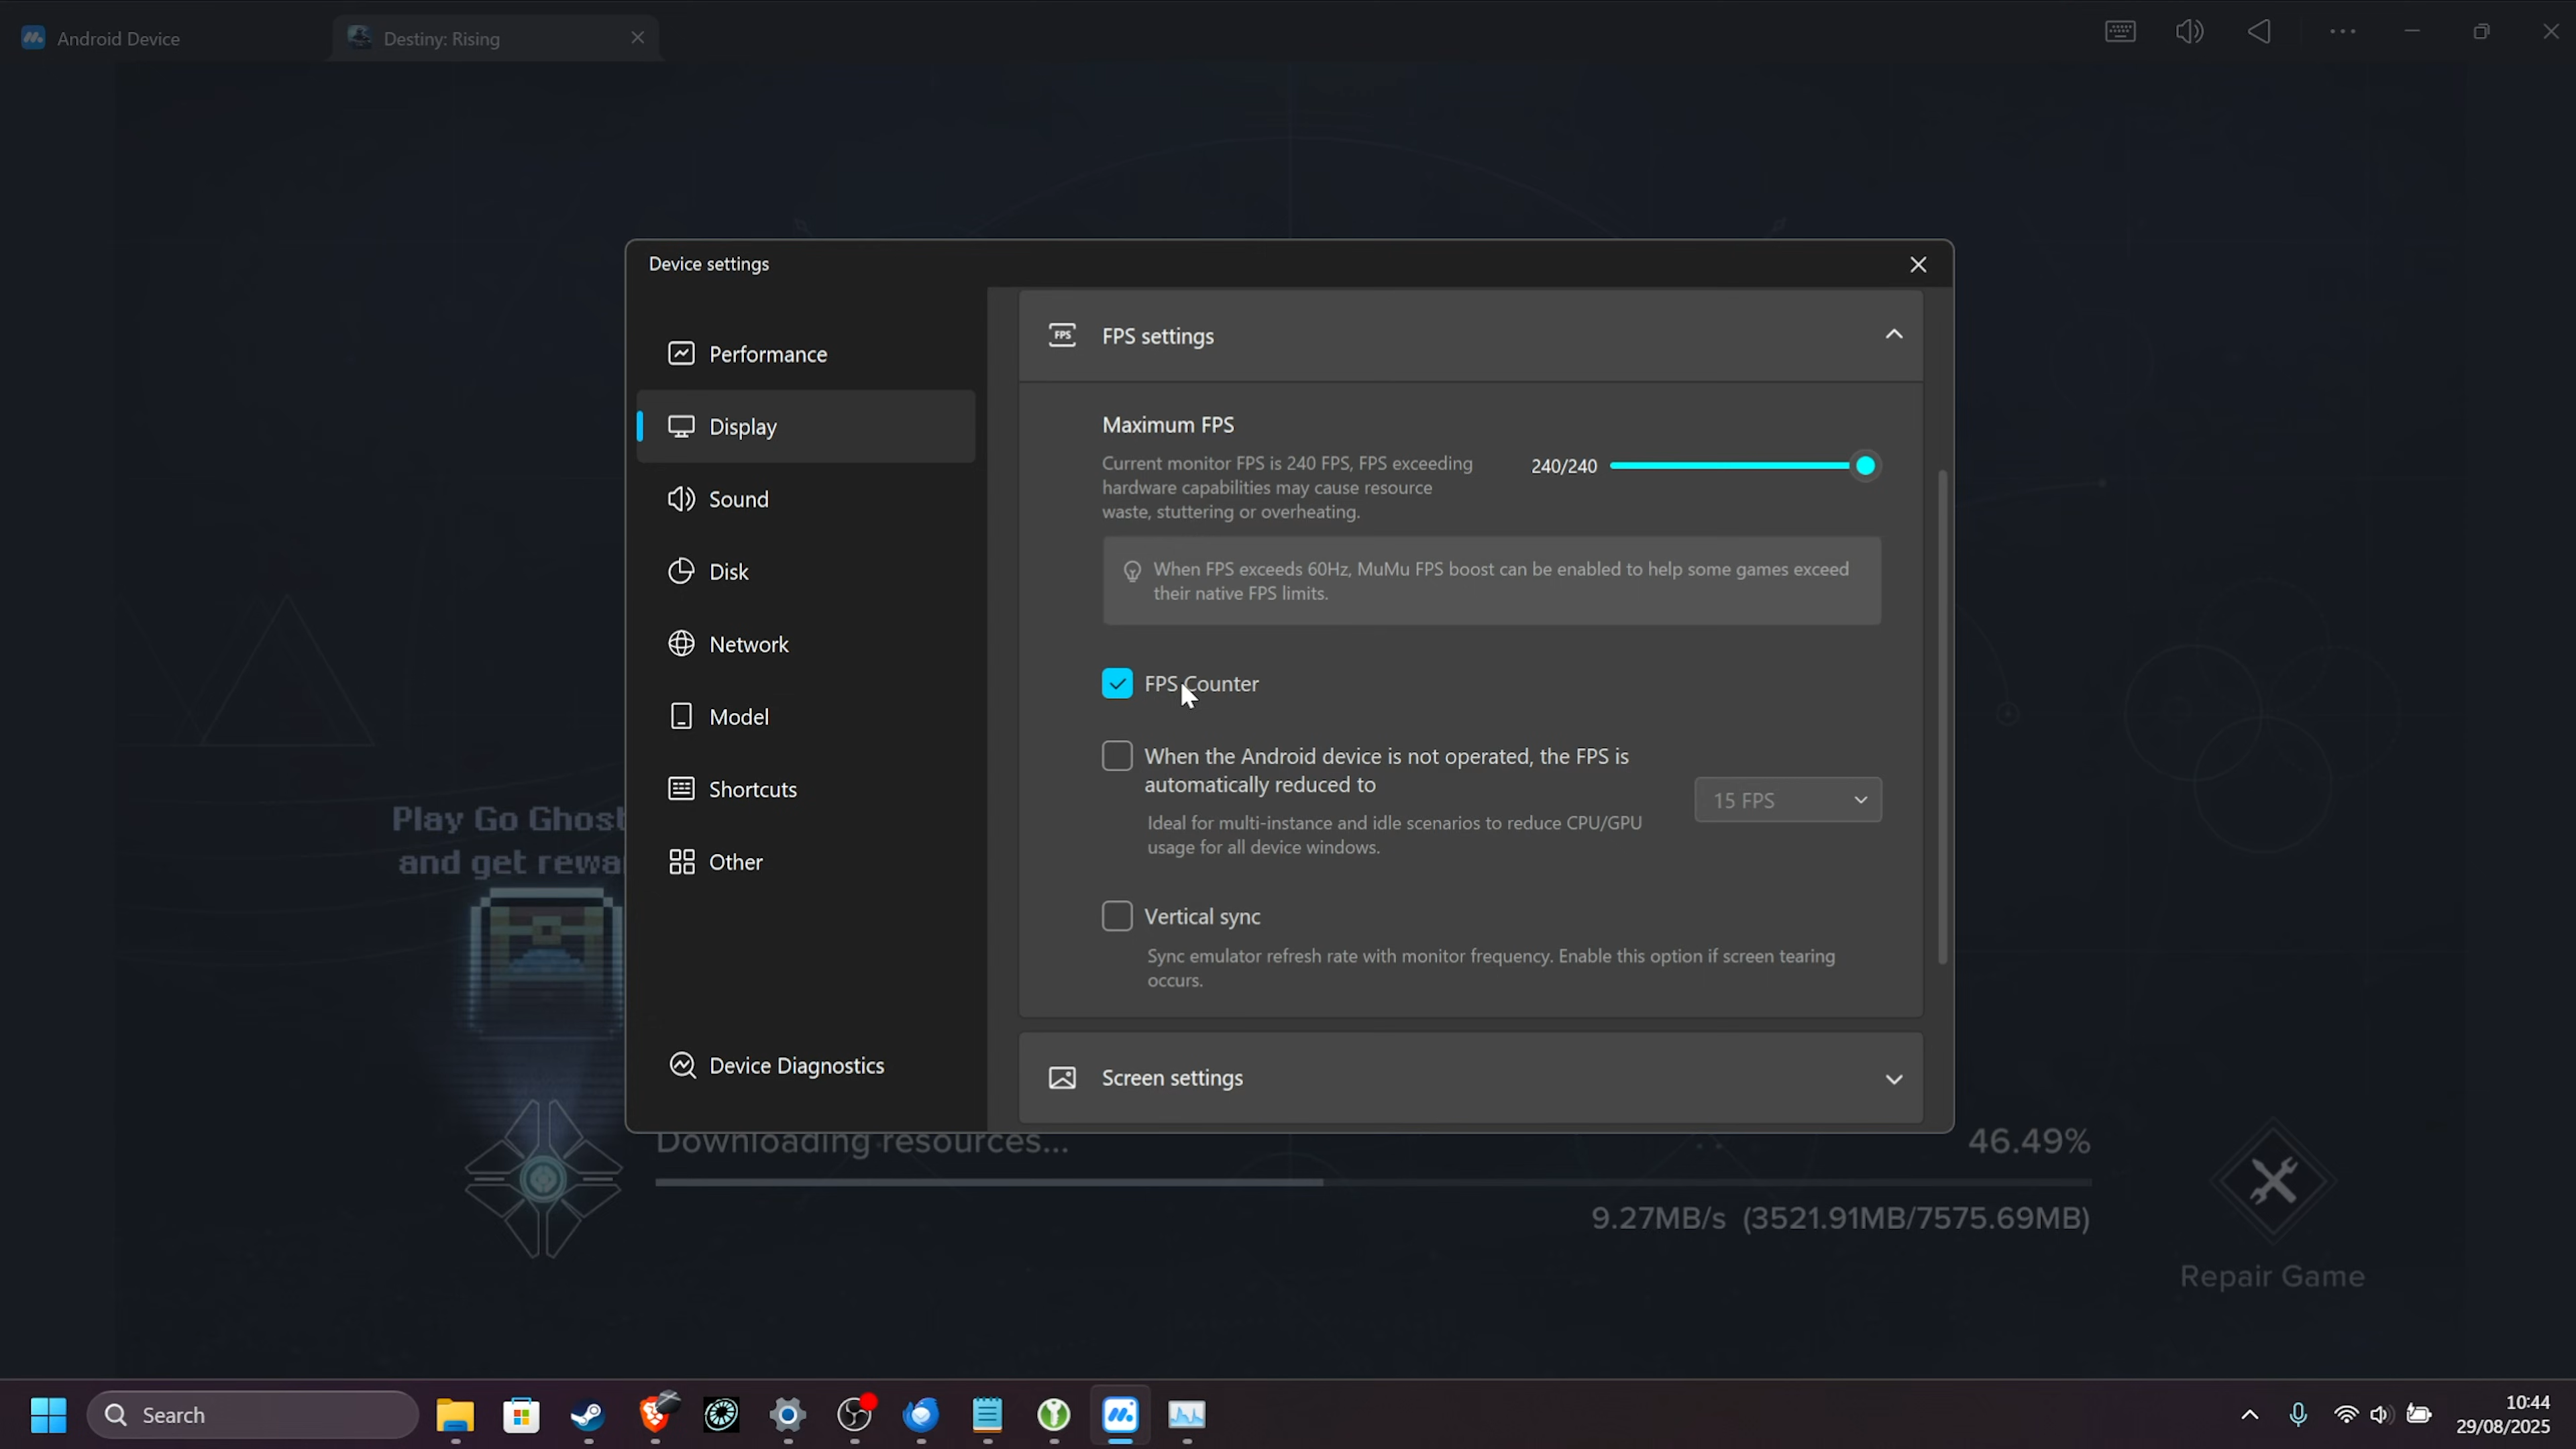 Android Device
Destiny: Rising
Device settings
Performance
Display
Sound
Disk
Network
Model
Shortcuts
Other
Device Diagnostics
FPS
FPS settings
Maximum FPS
Current monitor FPS is 240 FPS, FPS exceeding
hardware capabilities may cause resource
waste, stuttering or overheating.
240/240
When FPS exceeds 60Hz, MuMu FPS boost can be enabled to help some games exceed
their native FPS limits.
FPS Counter
When the Android device is not operated, the FPS is
automatically reduced to
15 FPS
Ideal for multi-instance and idle scenarios to reduce CPU/GPU
usage for all device windows.
Vertical sync
Sync emulator refresh rate with monitor frequency. Enable this option if screen tearing
occurs.
Screen settings
Play Go Ghost
and get rewa
Downloading resources...
46.49%
9.27MB/s (3521.91MB/7575.69MB)
Repair Game
Search
10:44
29/08/2025